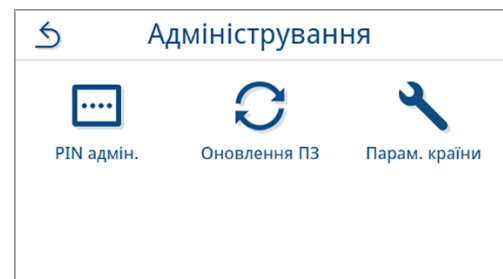 Адміністрування
PIN адмін.
Оновлення ПЗ
Парам. країни